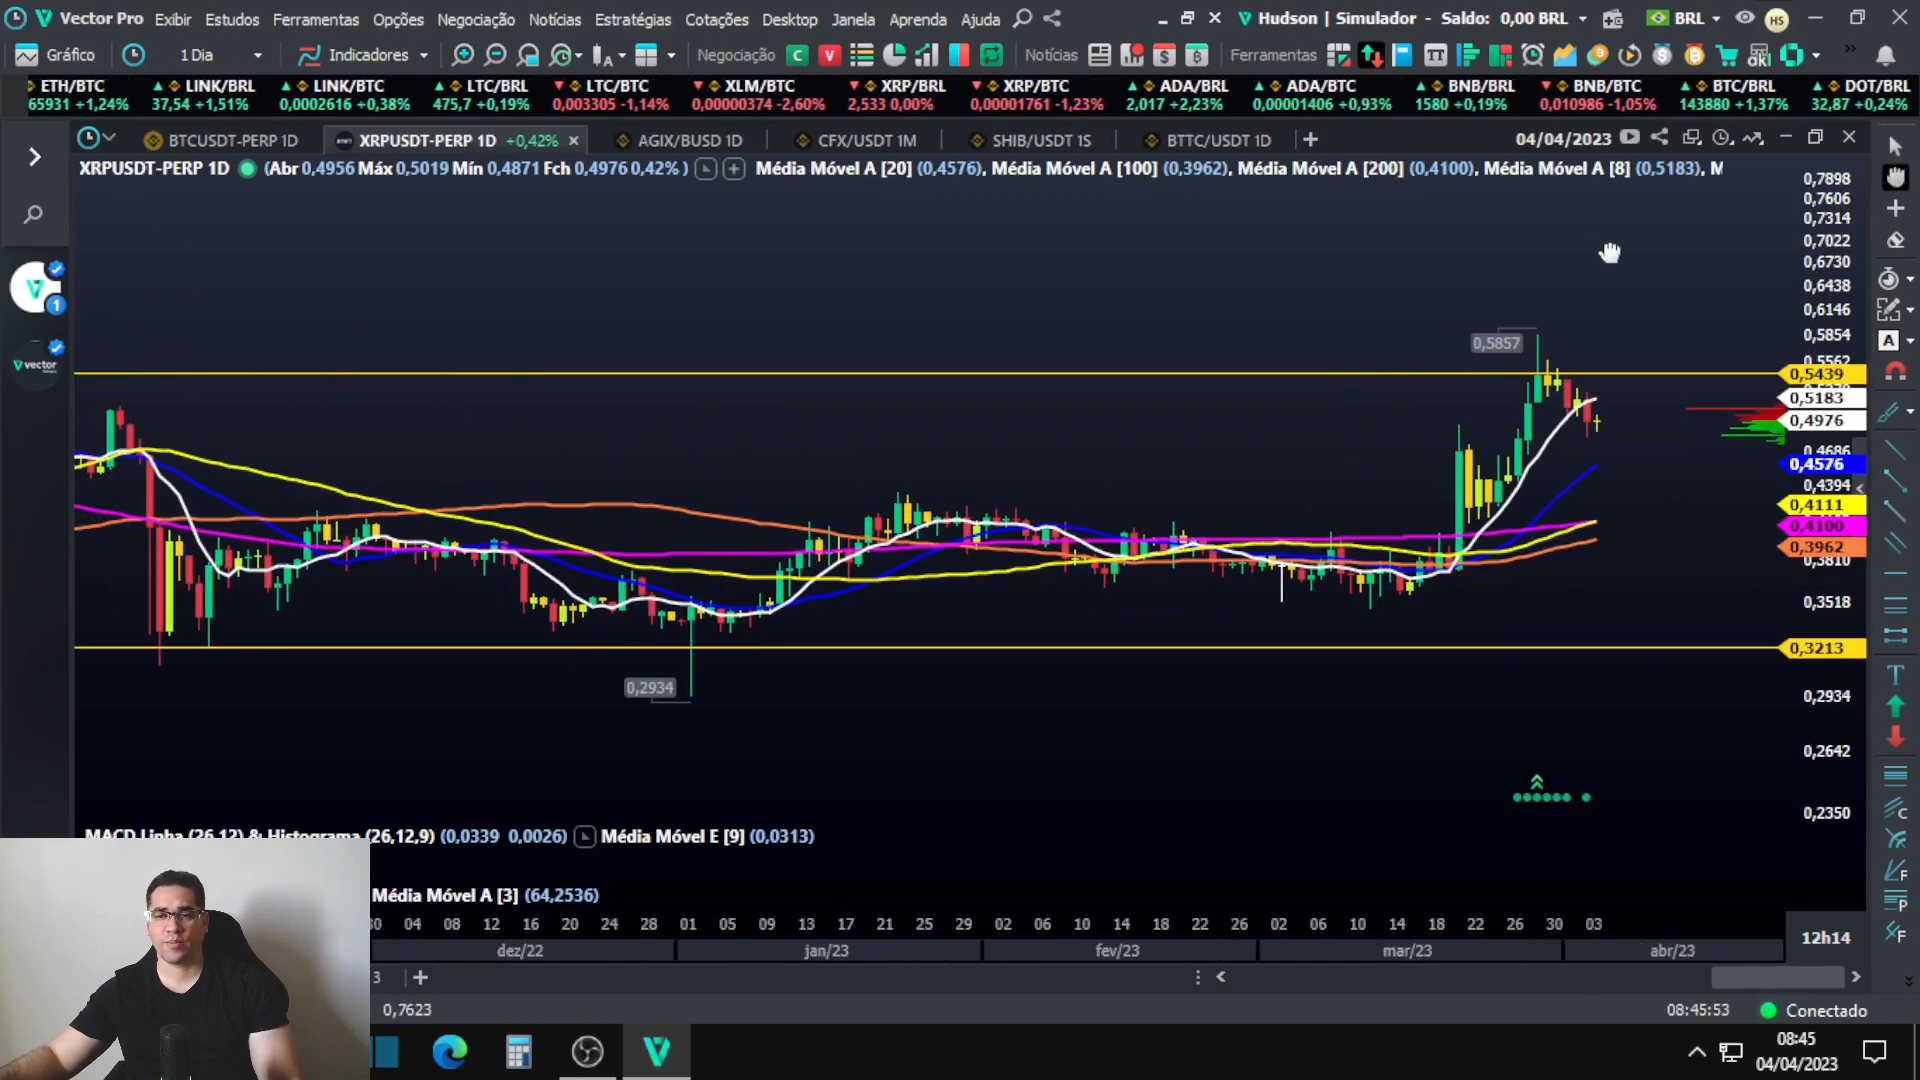 Vector Pro Exibir Estudos Ferramentas Opções Negociação Notícias Estratégias Cotações Desktop Janela Aprenda Ajuda Hudson | Simulador - Saldo: 0,00 BRL BRL HS
Gráfico 1 Dia Indicadores Negociação C V Notícias Ferramentas
ETH/BTC LINK/BRL LINK/BTC LTC/BRL LTC/BTC XLM/BTC XRP/BRL XRP/BTC ADA/BRL ADA/BTC BNB/BRL BNB/BTC BTC/BRL DOT/BRL
65931 +1,24% 37,54 +1,51% 0,0002616 +0,38% 475,7 +0,19% 0,003305 -1,14% 0,00000374 -2,60% 2,533 0,00% 0,00001761 -1,23% 2,017 +2,23% 0,00001406 +0,93% 1580 +0,19% 0,010986 -1,05% 143880 +1,37% 32,87 +0,24%
BTCUSDT-PERP 1D XRPUSDT-PERP 1D +0,42% AGIX/BUSD 1D CFX/USDT 1M SHIB/USDT 1S BTTC/USDT 1D 04/04/2023
XRPUSDT-PERP 1D (Abr 0,4956 Máx 0,5019 Mín 0,4871 Fch 0,4976 0,42% ) Média Móvel A [20] (0,4576), Média Móvel A [100] (0,3962), Média Móvel A [200] (0,4100), Média Móvel A [8] (0,5183), M
0,7898
0,7606
0,7314
0,7022
0,6730
0,6438
0,6146
0,5854
0,5857
0,5562
0,5439
0,5183
0,4976
0,4686
0,4576
0,4394
0,4111
0,4100
0,3962
0,3810
0,3518
0,3213
0,2934
0,2934
0,2642
0,2350
1
vector
MACD Linha (26,12) & Histograma (26,12,9) (0,0339 0,0026) Média Móvel E [9] (0,0313)
Média Móvel A [3] (64,2536)
30 04 08 12 16 20 24 28 01 05 09 13 17 21 25 29 02 06 10 14 18 22 26 02 06 10 14 18 22 26 30 03
dez/22 jan/23 fev/23 mar/23 abr/23
12h14
3
0,7623 08:45:53 Conectado
08:45
04/04/2023